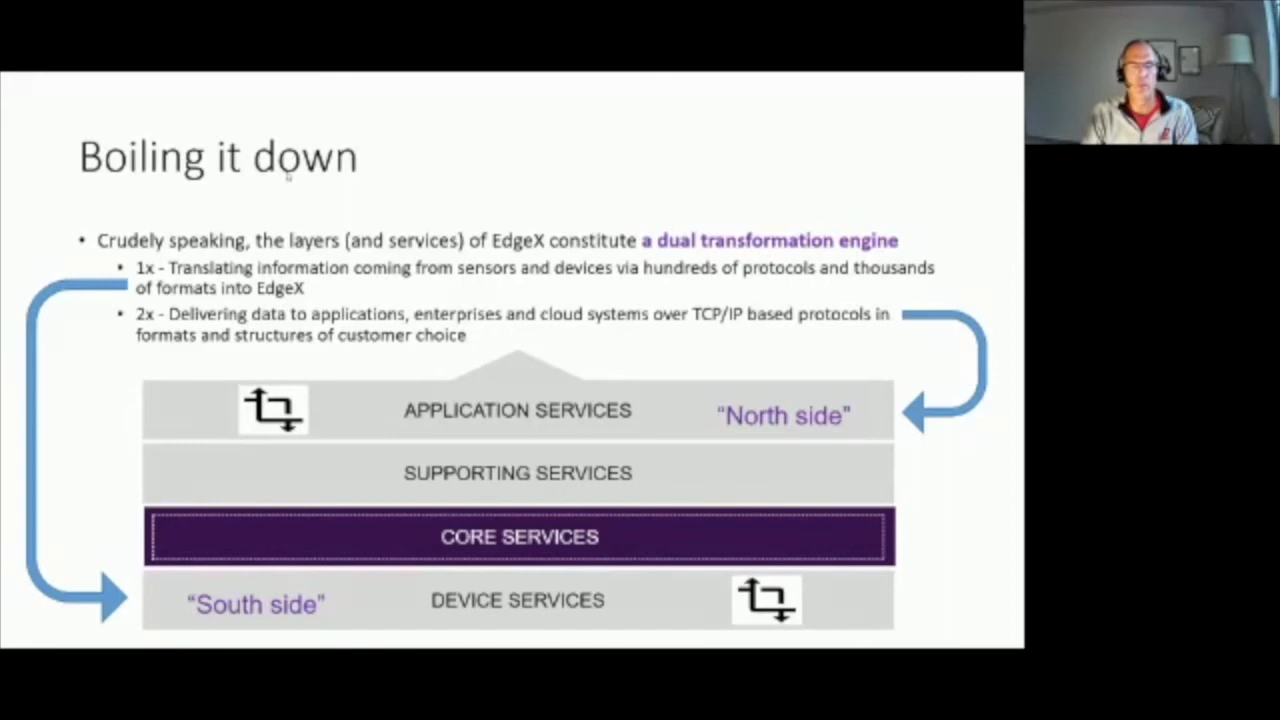 Boiling it down
• Crudely speaking, the layers (and services) of EdgeX constitute a dual transformation engine
• 1x - Translating information coming from sensors and devices via hundreds of protocols and thousands
of formats into EdgeX
• 2x - Delivering data to applications, enterprises and cloud systems over TCP/IP based protocols in
formats and structures of customer choice
APPLICATION SERVICES
“North side”
SUPPORTING SERVICES
CORE SERVICES
“South side”
DEVICE SERVICES